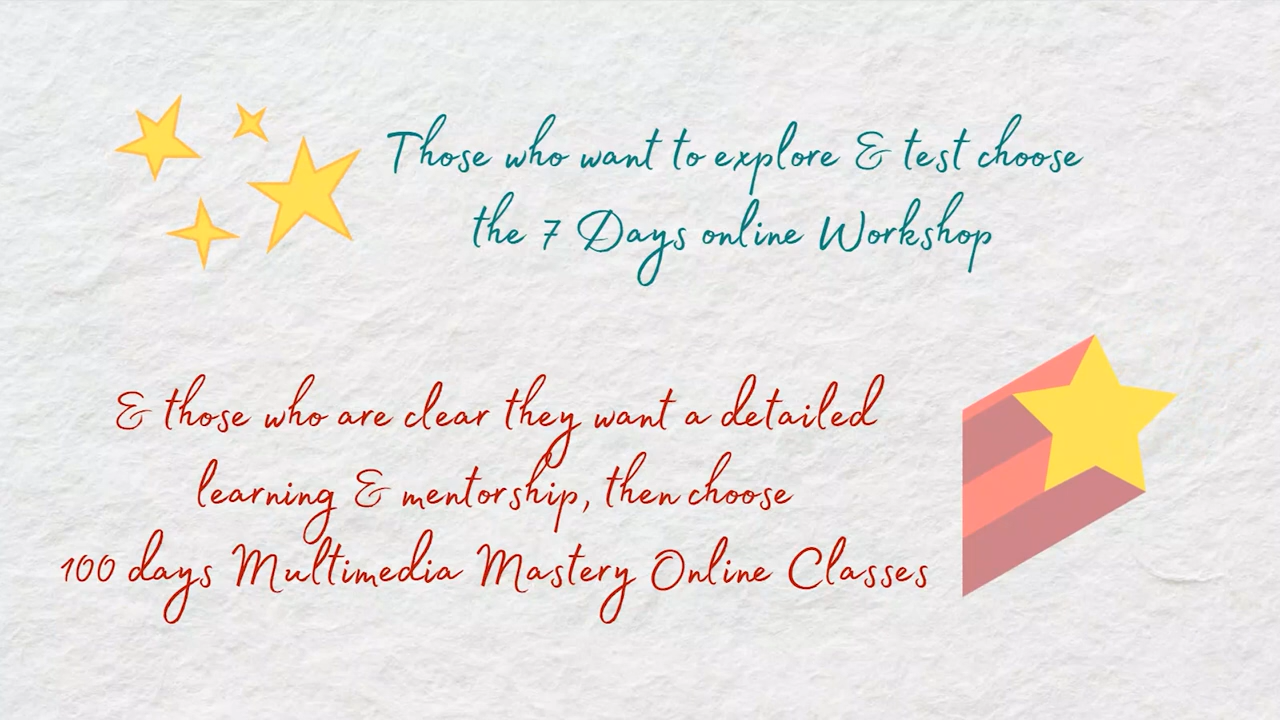 Those who want to explore & test choose
the 7 Days online Workshop
& those who are clear they want a detailed
learning & mentorship, then choose
100 days Multimedia Mastery Online Classes